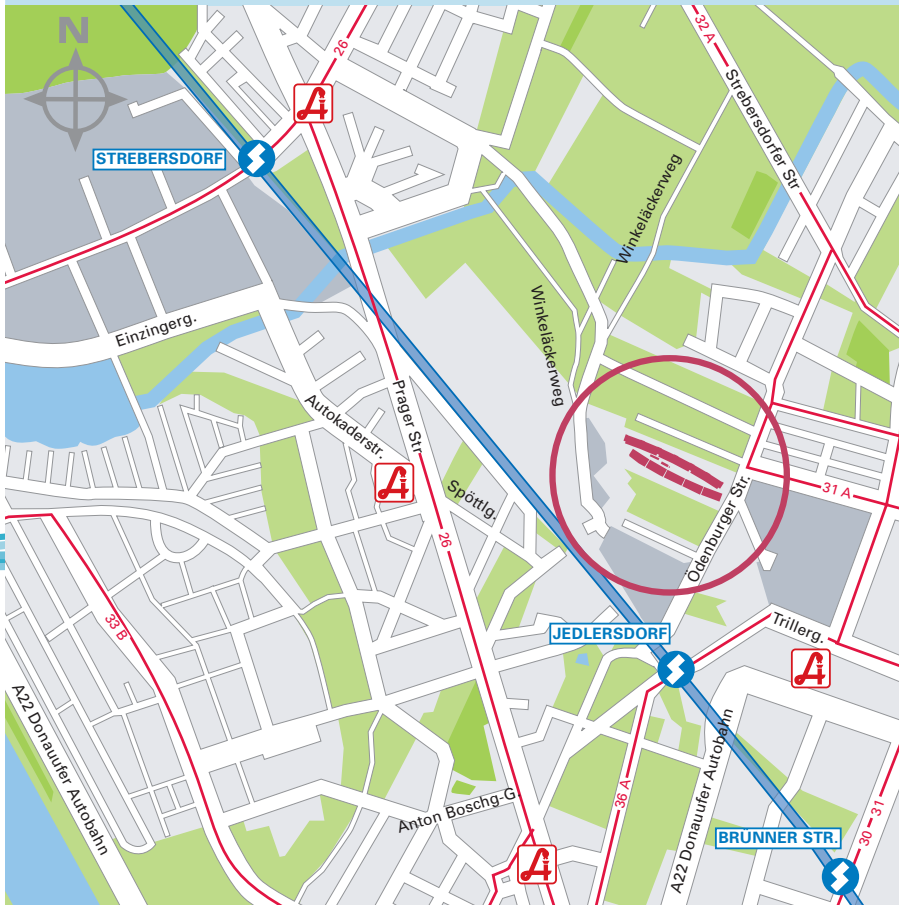 N
26
32 A
Strebersdorfer Str
STREBERSDORF
Winkeläckerweg
Einzingerg.
Winkeläckerweg
Autokaderstr.
Prager Str
Spöttlg.
31 A
Ödenburger Str.
26
33 B
JEDLERSDORF
Trillerg.
A22 Donauufer Autobahn
36 A
A22 Donauufer Autobahn
Anton Boschg-G.
BRÜNNER STR.
30 – 31